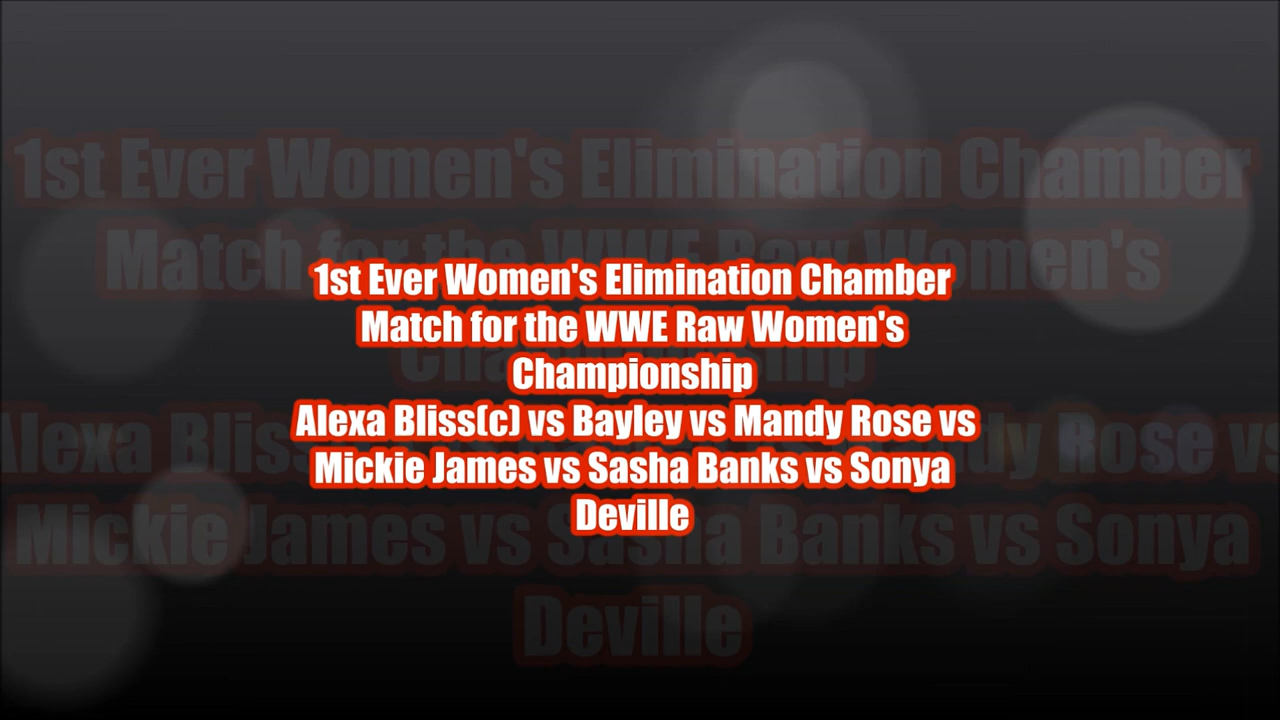 1st Ever Women's Elimination Chamber
Match for the WWE Raw Women's
Championship
Alexa Bliss(c) vs Bayley vs Mandy Rose vs
Mickie James vs Sasha Banks vs Sonya
Deville